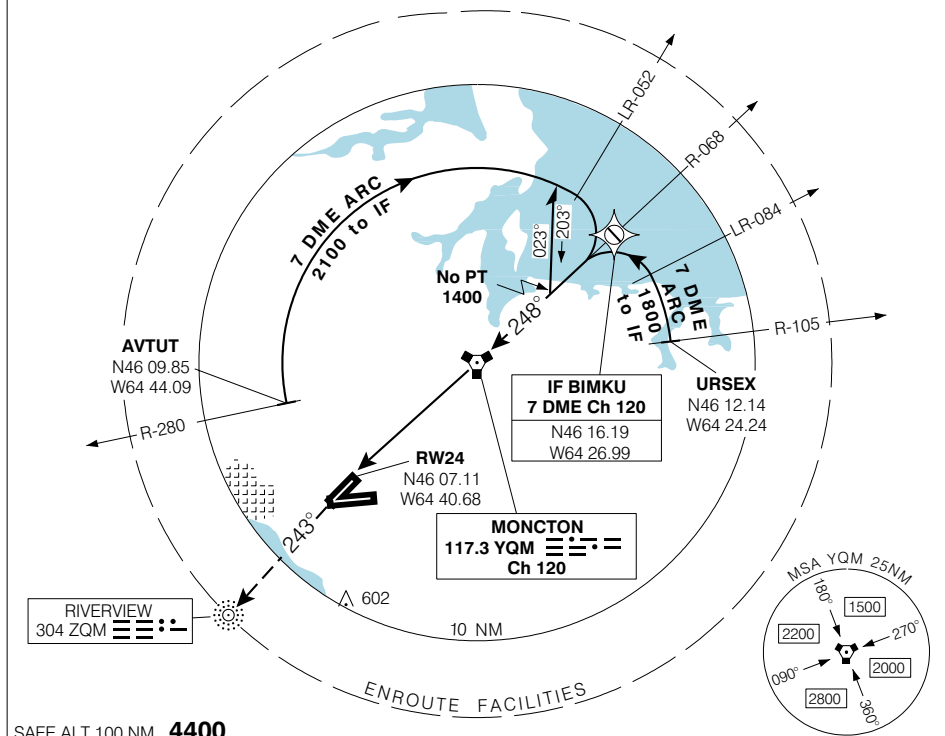 LR-052
R-068
LR-084
7 DME ARC
2100 to IF
023°
203°
No PT
1400
248°
7 DME
ARC
1800
to IF
R-105
AVTUT
N46 09.85
W64 44.09
R-280
IF BIMKU
7 DME Ch 120
N46 16.19
W64 26.99
URSEX
N46 12.14
W64 24.24
RW24
N46 07.11
W64 40.68
MONCTON
117.3 YQM
Ch 120
243°
RIVERVIEW
304 ZQM
602
10 NM
ENROUTE FACILITIES
MSA YQM 25NM
180°
1500
2200
270°
090°
2000
2800
360°
SAFE ALT 100 NM 4400